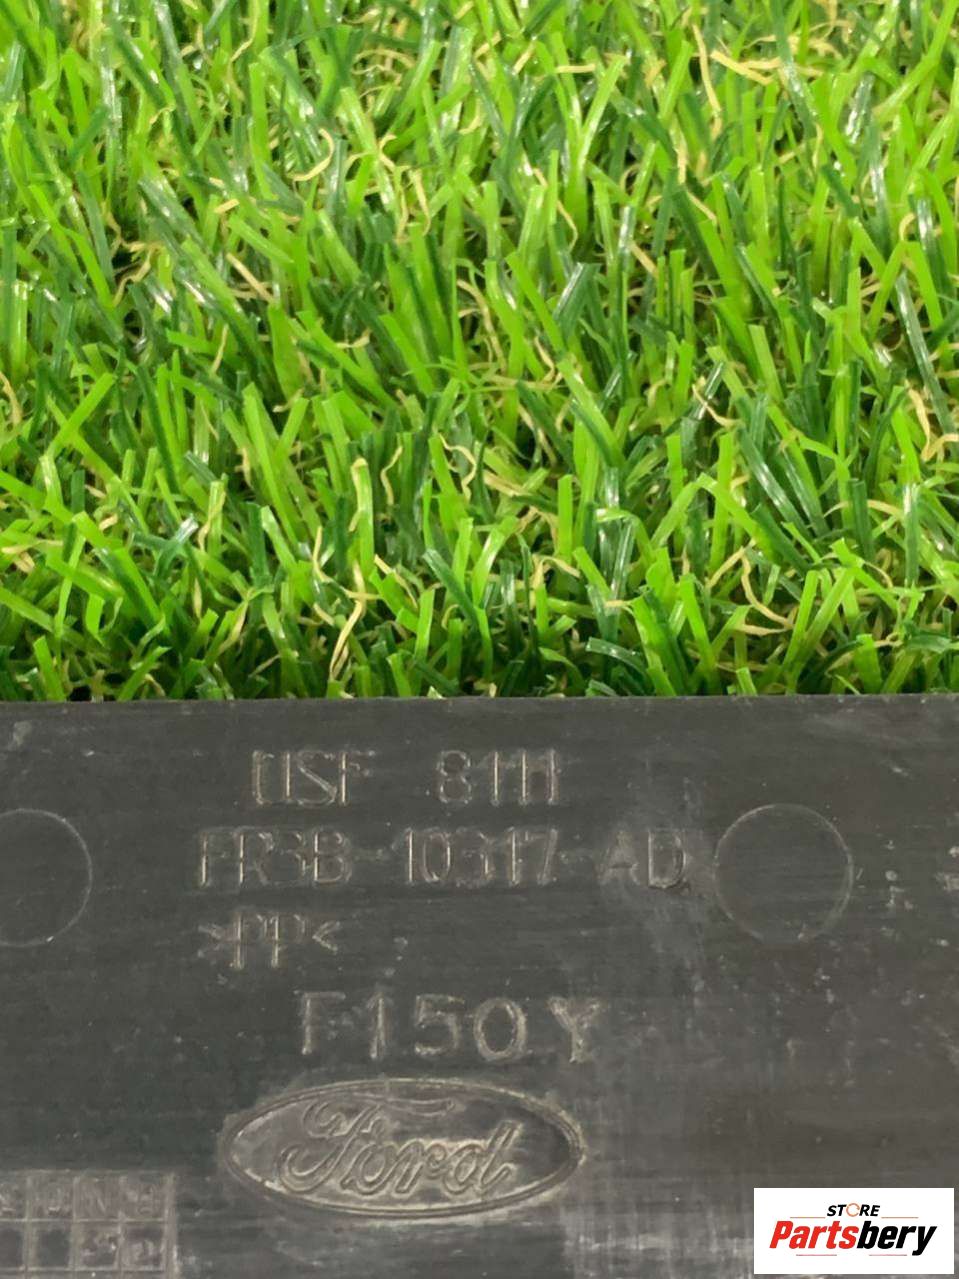 USF 81H
FR3B-10317-AD
>PP<
F150Y
Ford
STORE
Partsbery